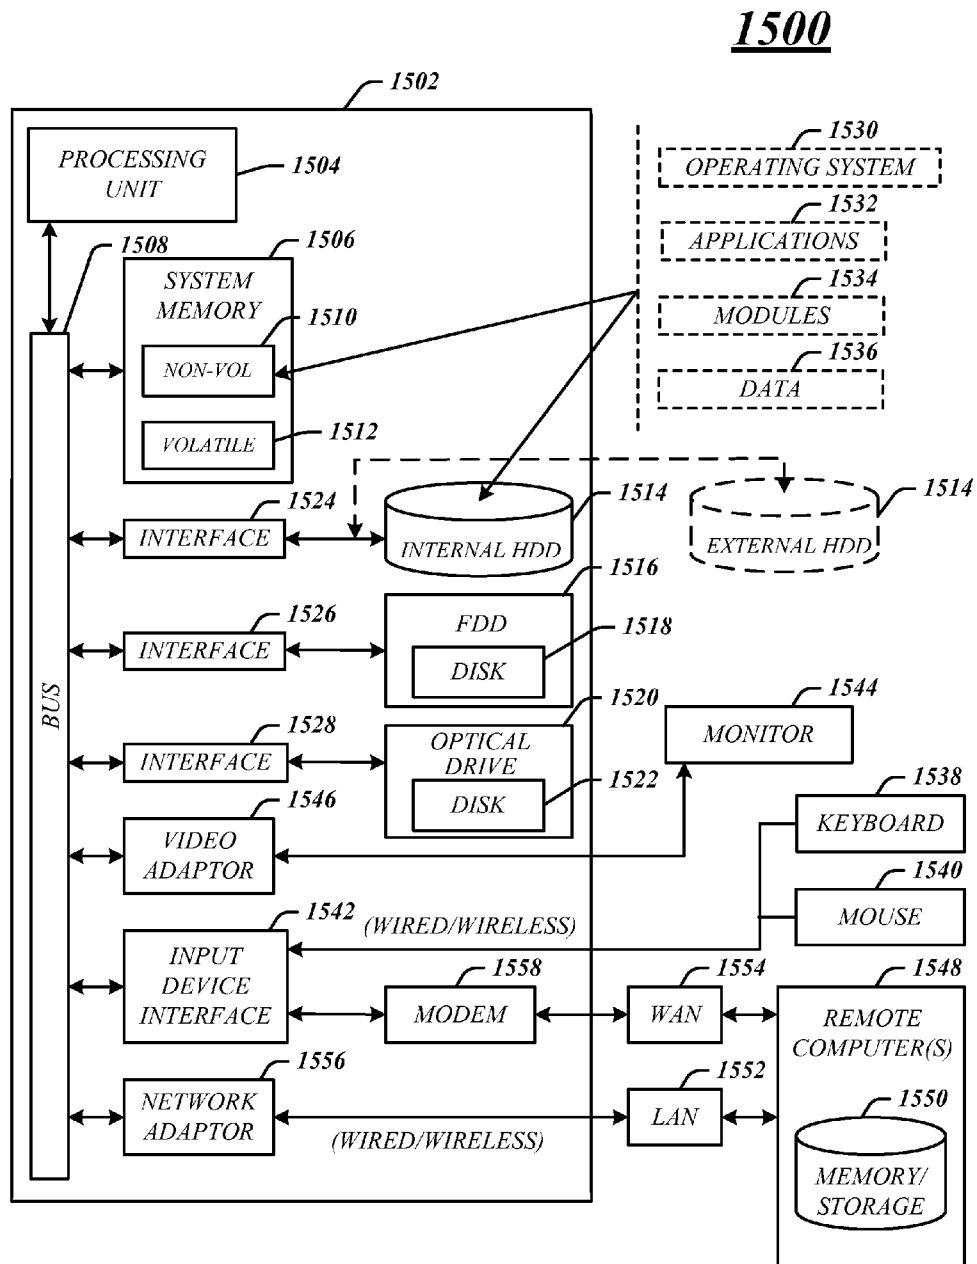 1500
1502
PROCESSING
UNIT
1504
1508
1506
SYSTEM
MEMORY
1510
NON-VOL
VOLATILE
1512
1530
OPERATING SYSTEM
1532
APPLICATIONS
1534
MODULES
1536
DATA
BUS
1524
INTERFACE
1514
INTERNAL HDD
1514
EXTERNAL HDD
1516
FDD
1526
INTERFACE
1518
DISK
1520
OPTICAL
DRIVE
1528
INTERFACE
1522
DISK
1544
MONITOR
1546
VIDEO
ADAPTOR
1538
KEYBOARD
1540
MOUSE
1542
(WIRED/WIRELESS)
INPUT
DEVICE
INTERFACE
1558
MODEM
1554
WAN
1548
REMOTE
COMPUTER(S)
1556
NETWORK
ADAPTOR
(WIRED/WIRELESS)
1552
LAN
1550
MEMORY/
STORAGE